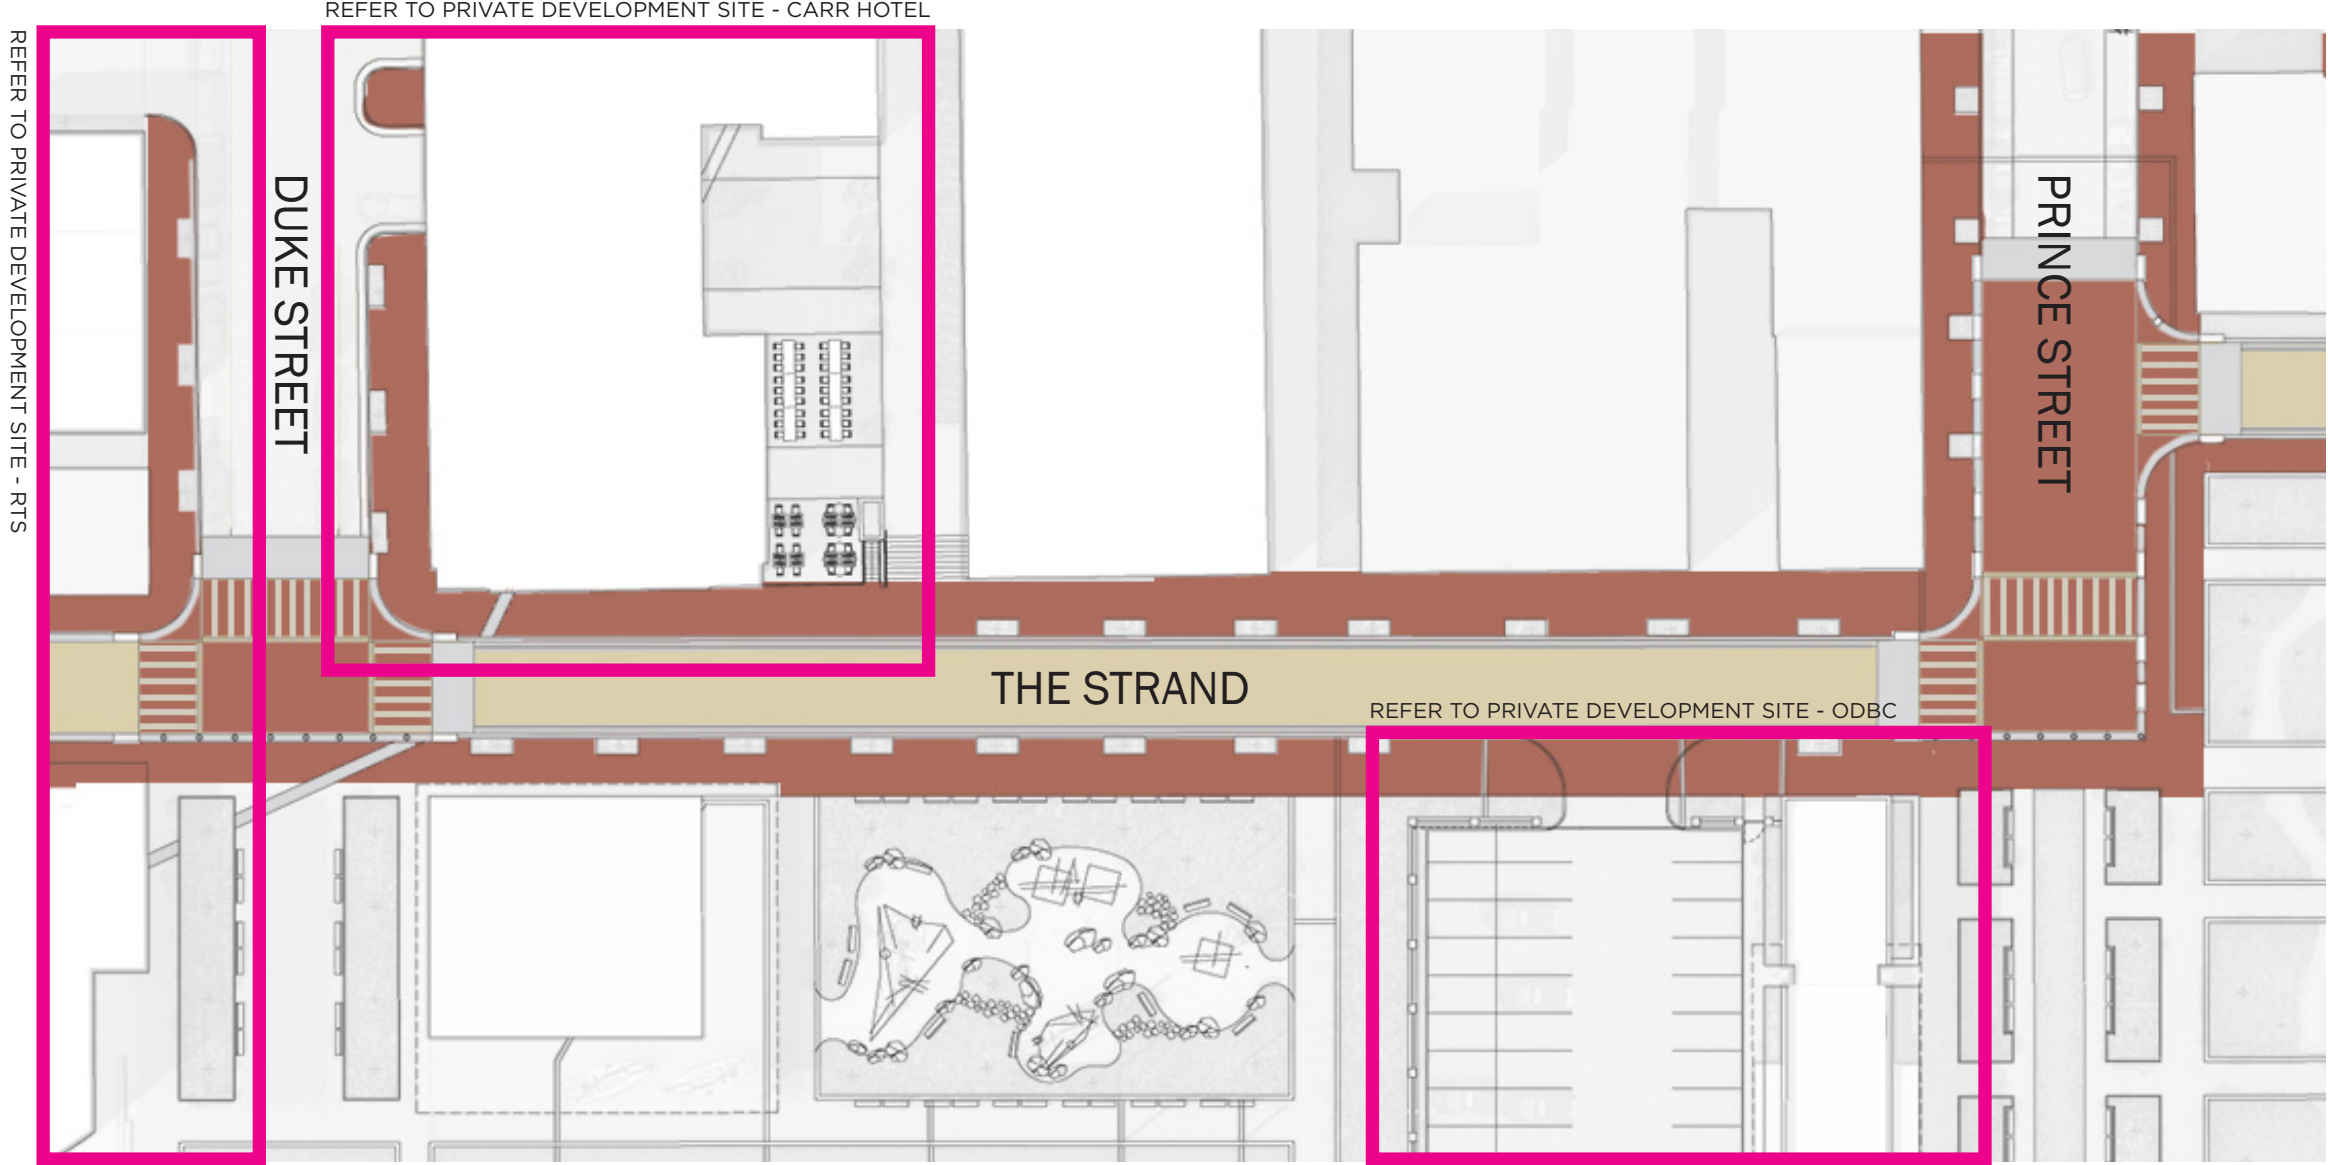 REFER TO PRIVATE DEVELOPMENT SITE - CARR HOTEL
REFER TO PRIVATE DEVELOPMENT SITE - RTS
DUKE STREET
PRINCE STREET
THE STRAND
REFER TO PRIVATE DEVELOPMENT SITE - ODBC